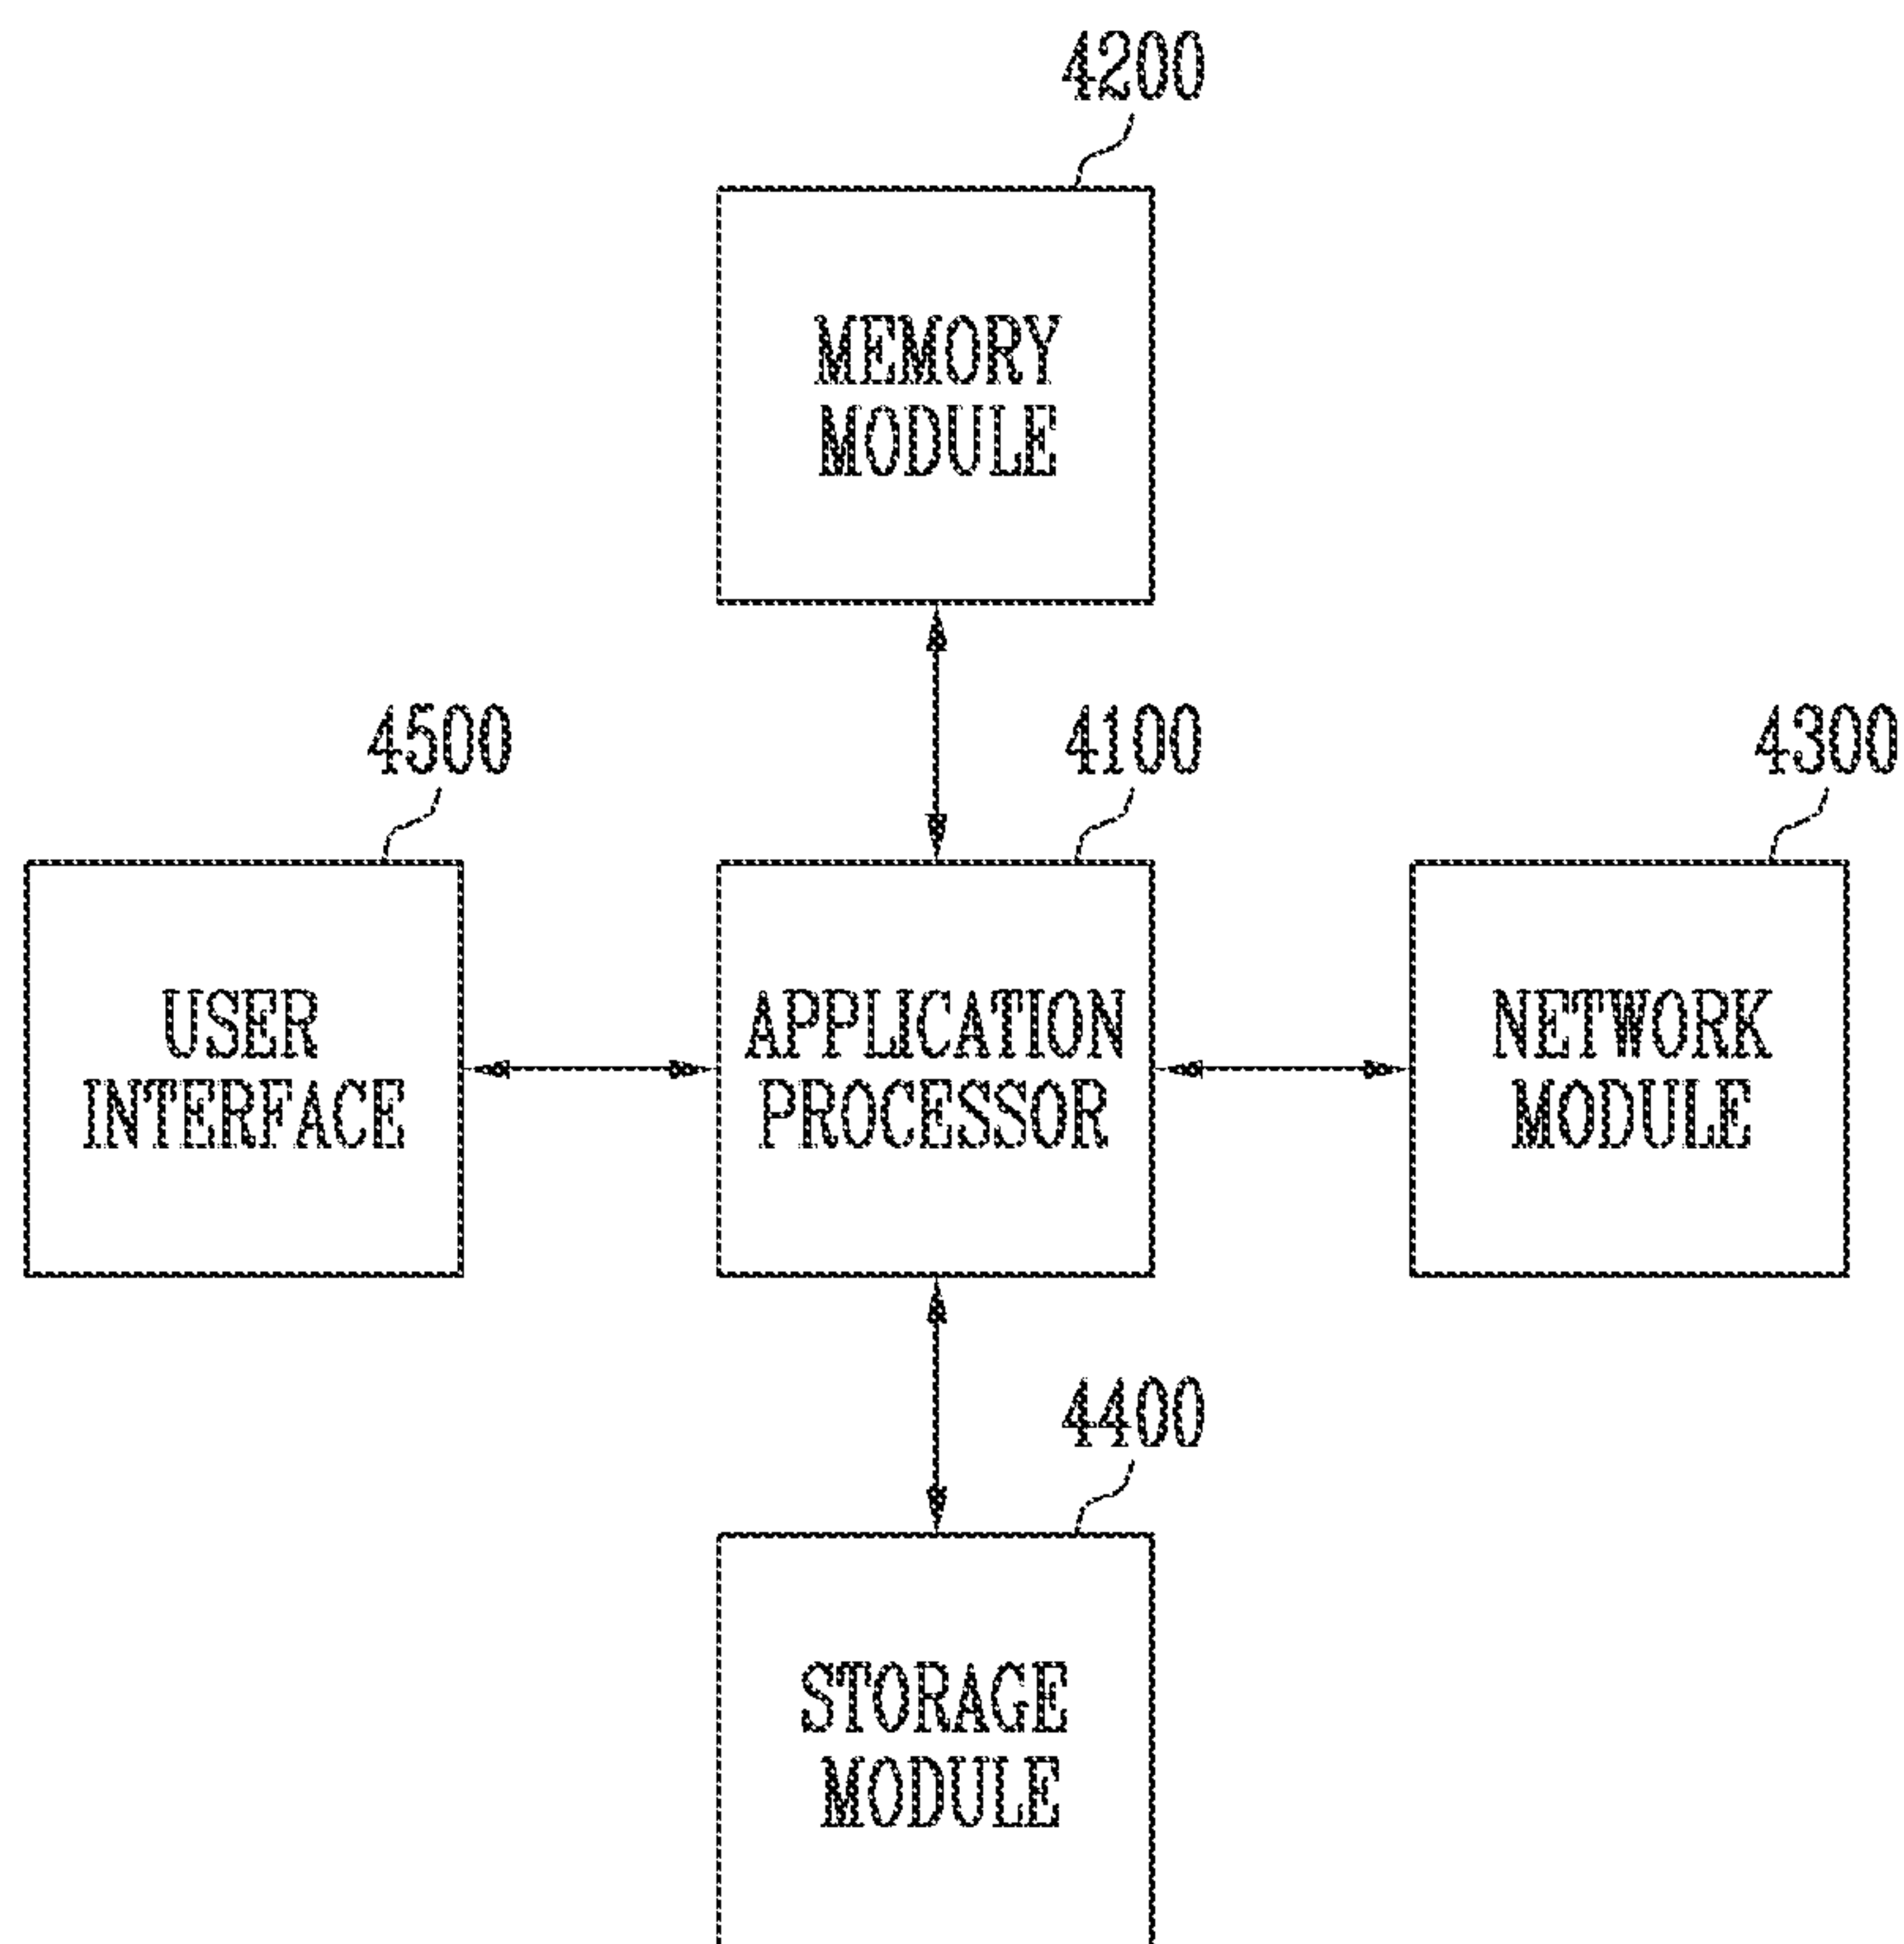 4200
MEMORY
MODULE
4500
4100
4300
USER
INTERFACE
APPLICATION
PROCESSOR
NETWORK
MODULE
4400
STORAGE
MODULE